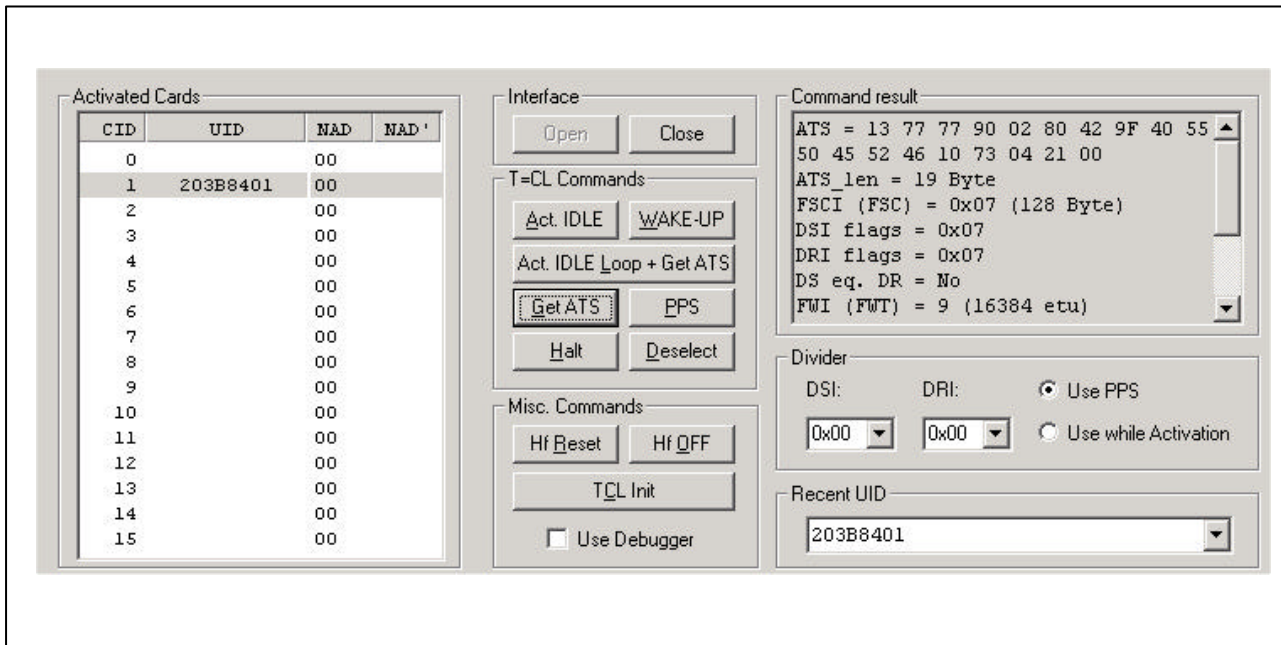 Activated Cards
CID UID NAD NAD'
0 00
1 203B8401 00
2 00
3 00
4 00
5 00
6 00
7 00
8 00
9 00
10 00
11 00
12 00
13 00
14 00
15 00
Interface
Open Close
T=CL Commands
Act. IDLE WAKE-UP
Act. IDLE Loop + Get ATS
Get ATS PPS
Halt Deselect
Misc. Commands
Hf Reset Hf OFF
TCL Init
Use Debugger
Command result
ATS = 13 77 77 90 02 80 42 9F 40 55
50 45 52 46 10 73 04 21 00
ATS_len = 19 Byte
FSCI (FSC) = 0x07 (128 Byte)
DSI flags = 0x07
DRI flags = 0x07
DS eq. DR = No
FWI (FWT) = 9 (16384 etu)
Divider
DSI: DRI: Use PPS
0x00 0x00 Use while Activation
Recent UID
203B8401